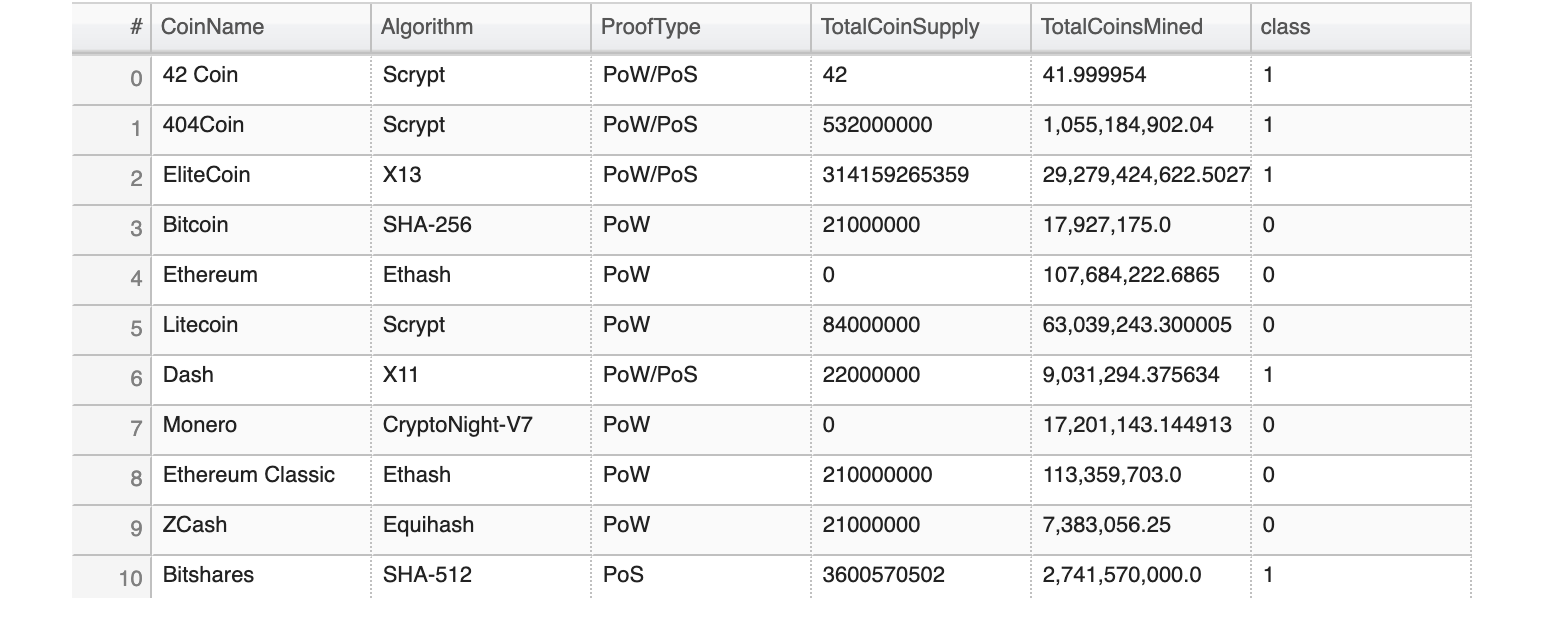 # CoinName Algorithm ProofType TotalCoinSupply TotalCoinsMined class
0 42 Coin Scrypt PoW/PoS 42 41.999954 1
1 404Coin Scrypt PoW/PoS 532000000 1,055,184,902.04 1
2 EliteCoin X13 PoW/PoS 314159265359 29,279,424,622.5027 1
3 Bitcoin SHA-256 PoW 21000000 17,927,175.0 0
4 Ethereum Ethash PoW 0 107,684,222.6865 0
5 Litecoin Scrypt PoW 84000000 63,039,243.300005 0
6 Dash X11 PoW/PoS 22000000 9,031,294.375634 1
7 Monero CryptoNight-V7 PoW 0 17,201,143.144913 0
8 Ethereum Classic Ethash PoW 210000000 113,359,703.0 0
9 ZCash Equihash PoW 21000000 7,383,056.25 0
10 Bitshares SHA-512 PoS 3600570502 2,741,570,000.0 1